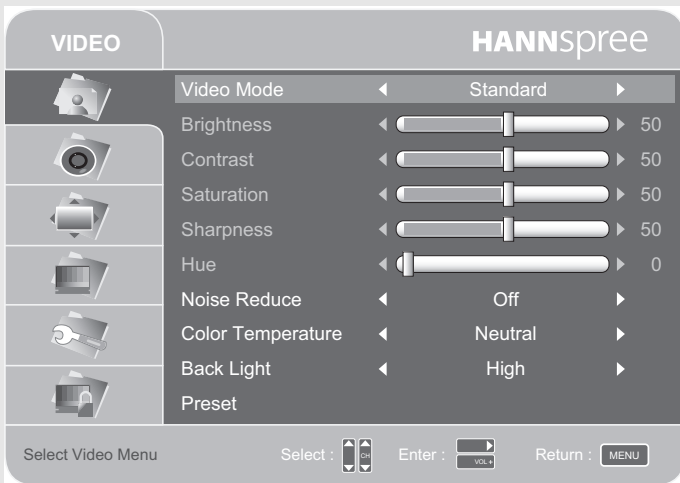 VIDEO
HANNspree
Video Mode Standard
Brightness 50
Contrast 50
Saturation 50
Sharpness 50
Hue 0
Noise Reduce Off
Color Temperature Neutral
Back Light High
Preset
Select Video Menu Select : CH Enter : VOL+ Return : MENU